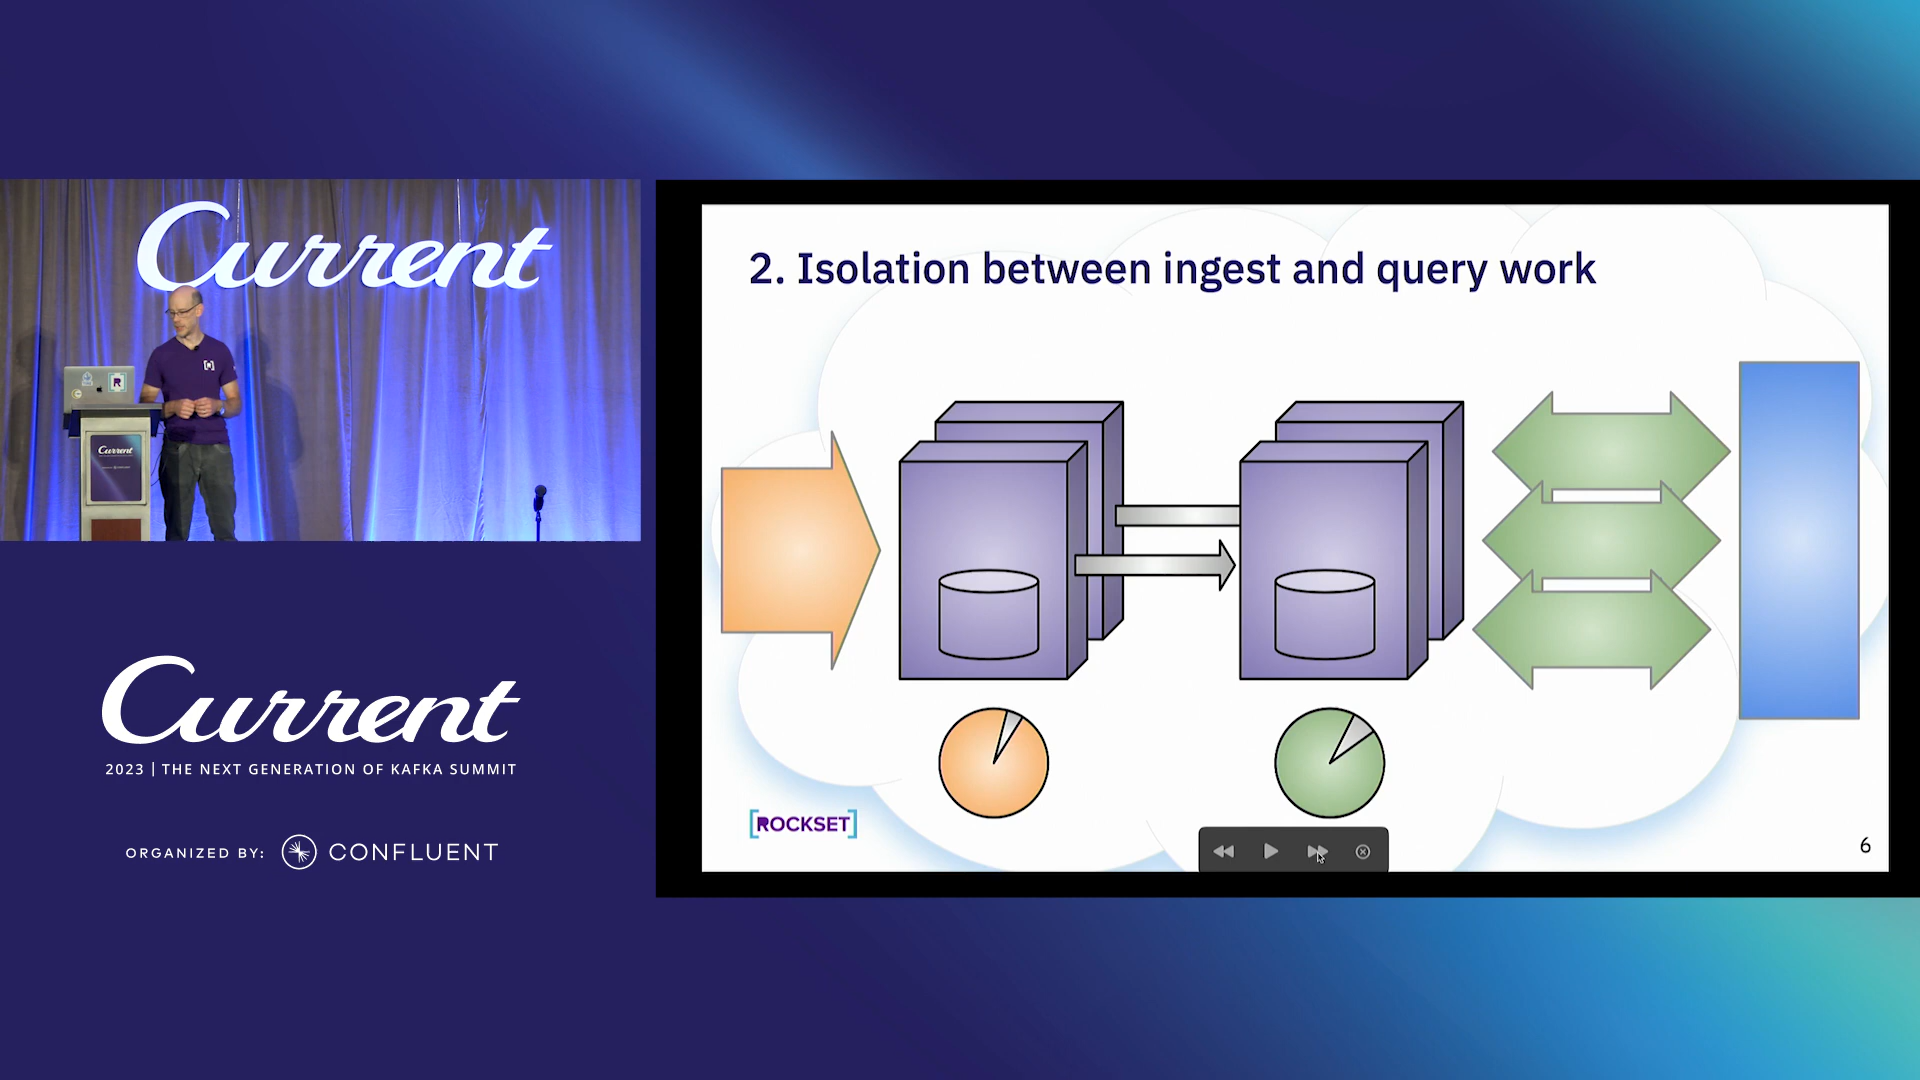 Current
Current
2. Isolation between ingest and query work
[ROCKSET]
6
Current
2023 | THE NEXT GENERATION OF KAFKA SUMMIT
ORGANIZED BY: CONFLUENT
R